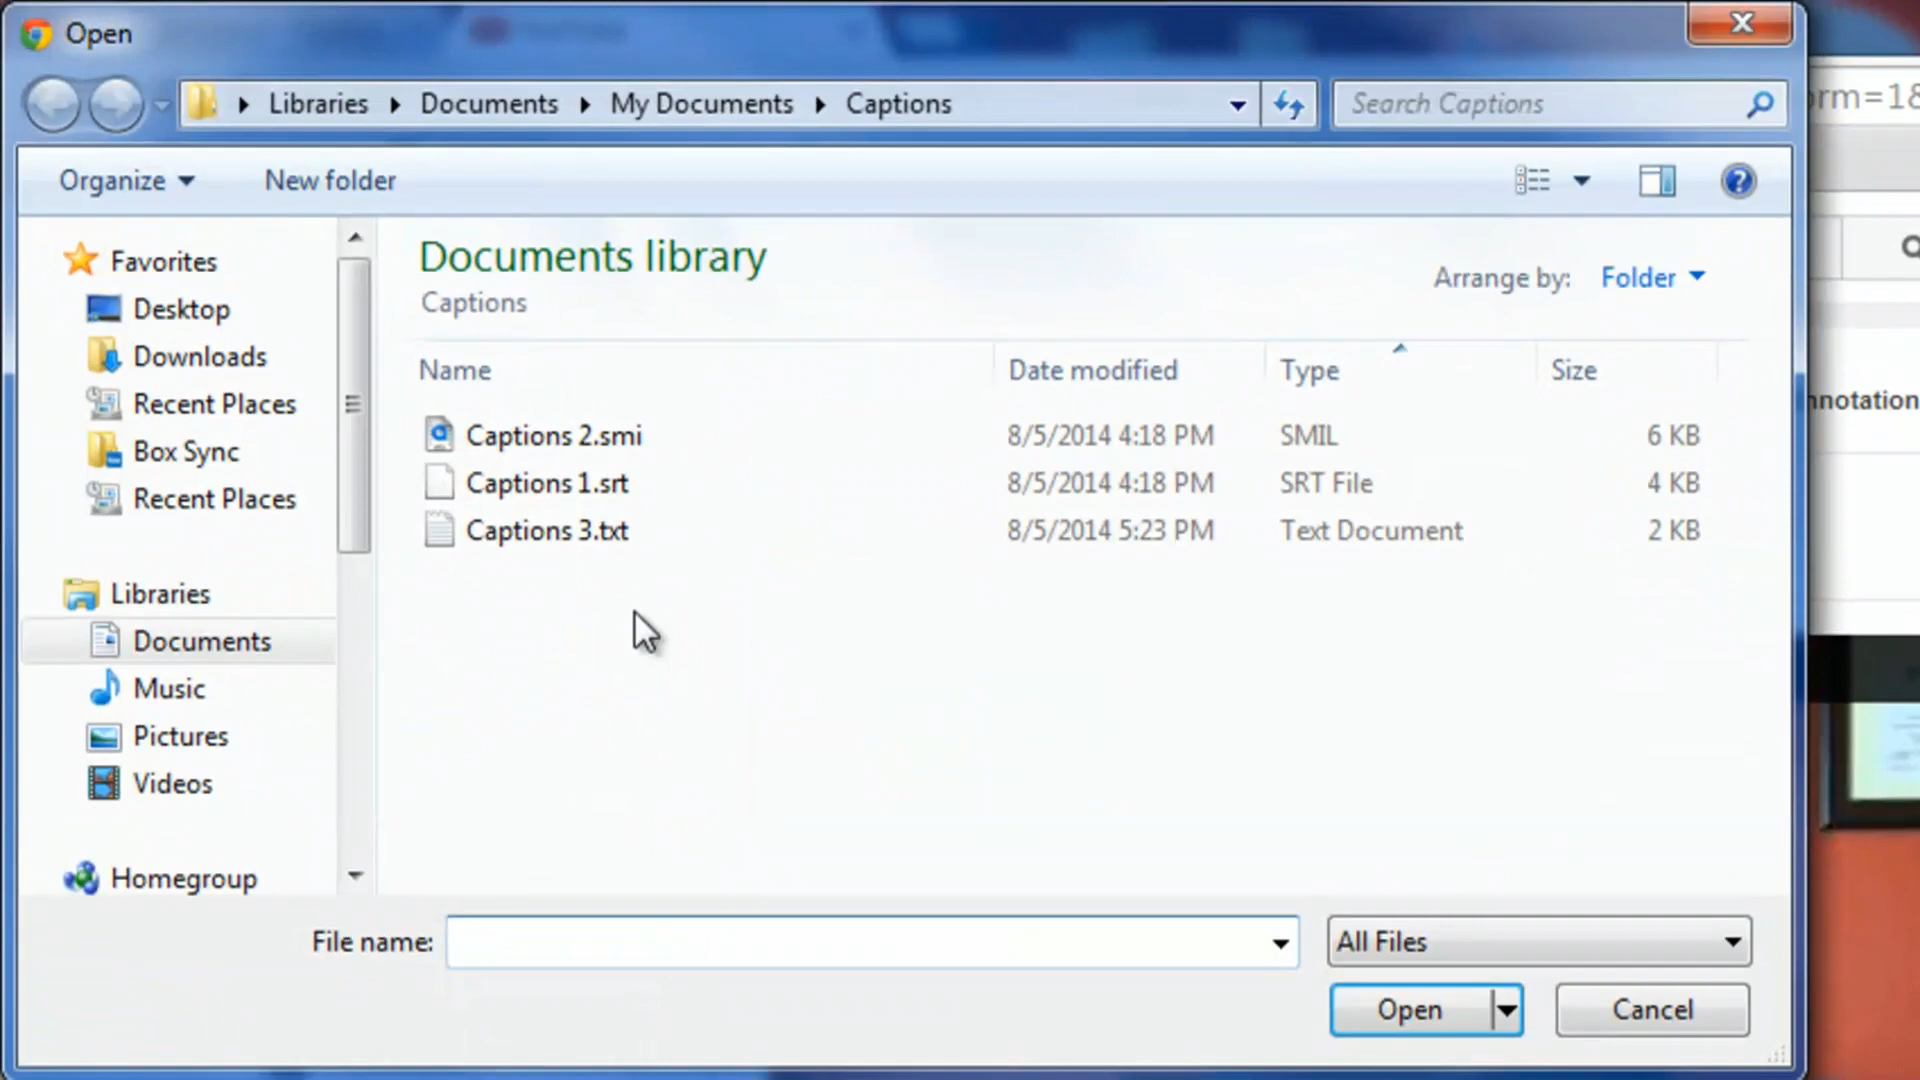 Open
Libraries Documents My Documents Captions
Search Captions
orm=18
Organize
New folder
Favorites
Desktop
Downloads
Recent Places
Box Sync
Recent Places
Libraries
Documents
Music
Pictures
Videos
Homegroup
Documents library
Captions
Arrange by: Folder
Name Date modified Type Size
Captions 2.smi 8/5/2014 4:18 PM SMIL 6 KB
Captions 1.srt 8/5/2014 4:18 PM SRT File 4 KB
Captions 3.txt 8/5/2014 5:23 PM Text Document 2 KB
nnotation
File name:
All Files
Open
Cancel